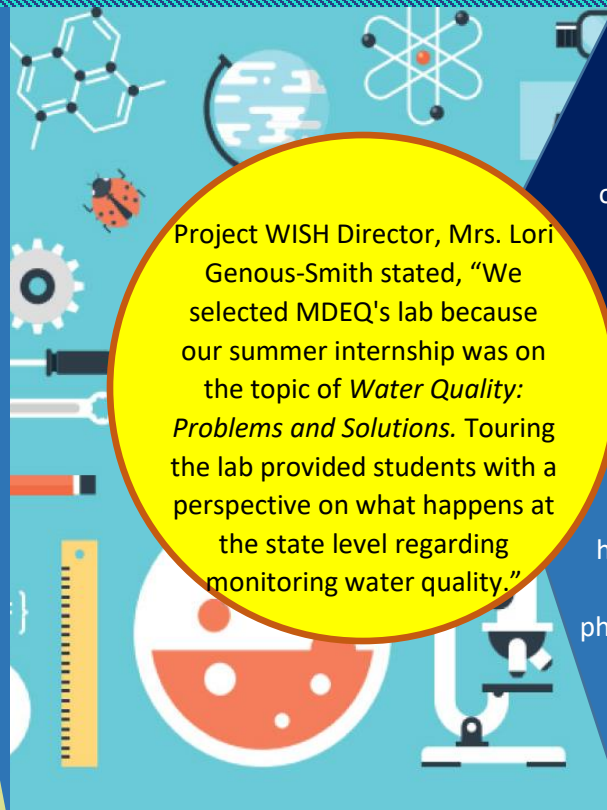 Project WISH Director, Mrs. Lori
Genous-Smith stated, “We
selected MDEQ's lab because
our summer internship was on
the topic of Water Quality:
Problems and Solutions. Touring
the lab provided students with a
perspective on what happens at
the state level regarding
monitoring water quality.”